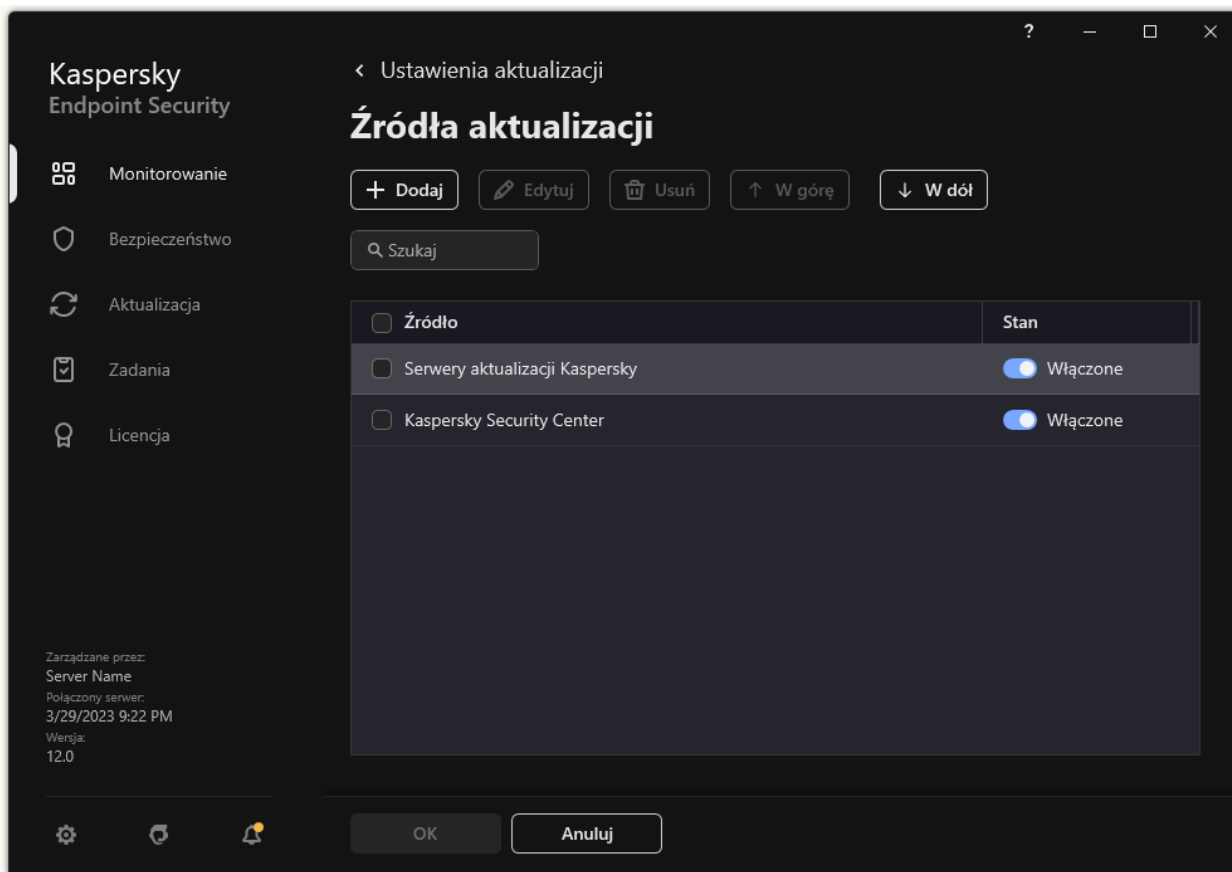 ?
Kaspersky
Endpoint Security
Monitorowanie
Bezpieczeństwo
Aktualizacja
Zadania
Licencja
Zarządzane przez:
Server Name
Połączony serwer:
3/29/2023 9:22 PM
Wersja:
12.0
Ustawienia aktualizacji
Źródła aktualizacji
Dodaj Edytuj Usuń W górę W dół
Szukaj
Źródło Stan
Serwery aktualizacji Kaspersky Włączone
Kaspersky Security Center Włączone
OK Anuluj